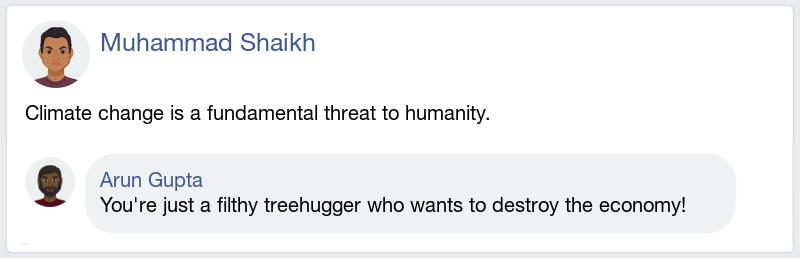 Muhammad Shaikh
Climate change is a fundamental threat to humanity.
Arun Gupta
You're just a filthy treehugger who wants to destroy the economy!